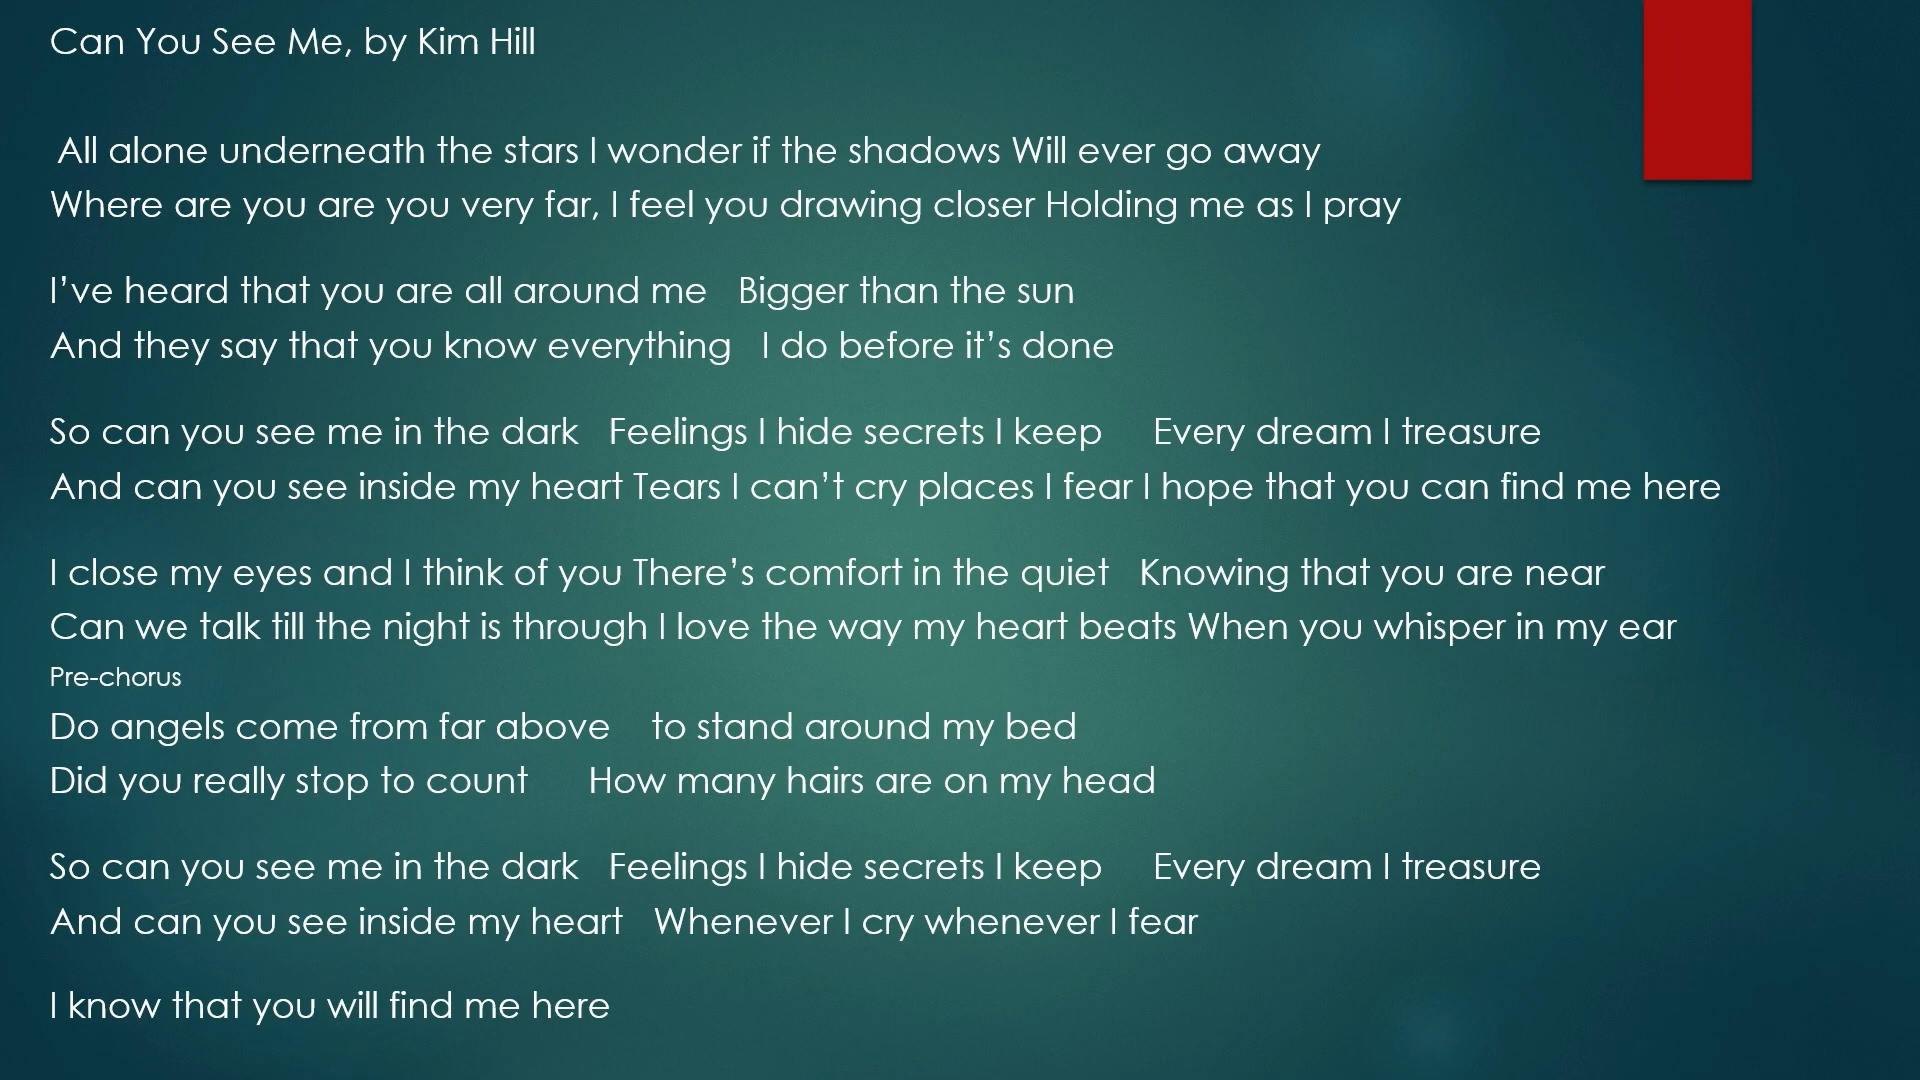 Can You See Me, by Kim Hill
All alone underneath the stars I wonder if the shadows Will ever go away
Where are you are you very far, I feel you drawing closer Holding me as I pray
I’ve heard that you are all around me Bigger than the sun
And they say that you know everything I do before it’s done
So can you see me in the dark Feelings I hide secrets I keep Every dream I treasure
And can you see inside my heart Tears I can’t cry places I fear I hope that you can find me here
I close my eyes and I think of you There’s comfort in the quiet Knowing that you are near
Can we talk till the night is through I love the way my heart beats When you whisper in my ear
Pre-chorus
Do angels come from far above to stand around my bed
Did you really stop to count How many hairs are on my head
So can you see me in the dark Feelings I hide secrets I keep Every dream I treasure
And can you see inside my heart Whenever I cry whenever I fear
I know that you will find me here